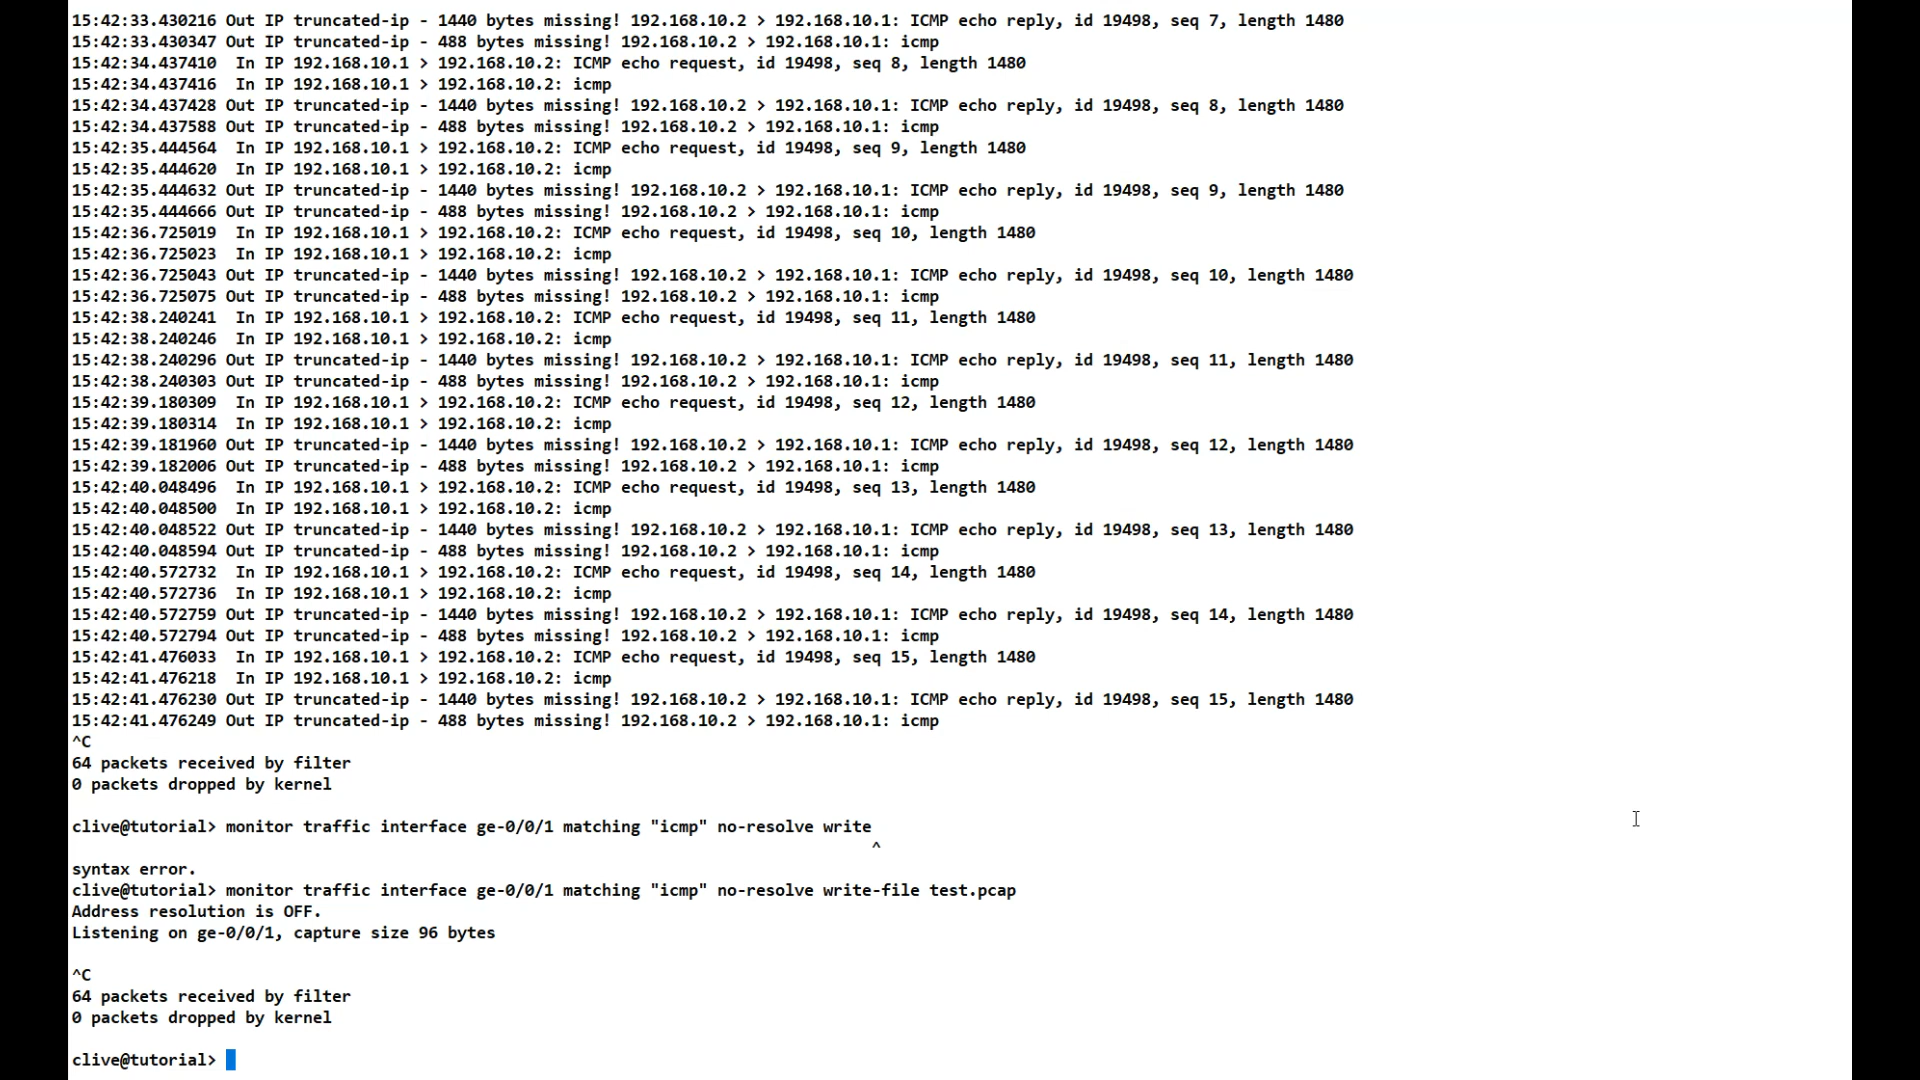 15:42:33.430216 Out IP truncated-ip - 1440 bytes missing! 192.168.10.2 > 192.168.10.1: ICMP echo reply, id 19498, seq 7, length 1480
15:42:33.430347 Out IP truncated-ip - 488 bytes missing! 192.168.10.2 > 192.168.10.1: icmp
15:42:34.437410  In IP 192.168.10.1 > 192.168.10.2: ICMP echo request, id 19498, seq 8, length 1480
15:42:34.437416  In IP 192.168.10.1 > 192.168.10.2: icmp
15:42:34.437428 Out IP truncated-ip - 1440 bytes missing! 192.168.10.2 > 192.168.10.1: ICMP echo reply, id 19498, seq 8, length 1480
15:42:34.437588 Out IP truncated-ip - 488 bytes missing! 192.168.10.2 > 192.168.10.1: icmp
15:42:35.444564  In IP 192.168.10.1 > 192.168.10.2: ICMP echo request, id 19498, seq 9, length 1480
15:42:35.444620  In IP 192.168.10.1 > 192.168.10.2: icmp
15:42:35.444632 Out IP truncated-ip - 1440 bytes missing! 192.168.10.2 > 192.168.10.1: ICMP echo reply, id 19498, seq 9, length 1480
15:42:35.444666 Out IP truncated-ip - 488 bytes missing! 192.168.10.2 > 192.168.10.1: icmp
15:42:36.725019  In IP 192.168.10.1 > 192.168.10.2: ICMP echo request, id 19498, seq 10, length 1480
15:42:36.725023  In IP 192.168.10.1 > 192.168.10.2: icmp
15:42:36.725043 Out IP truncated-ip - 1440 bytes missing! 192.168.10.2 > 192.168.10.1: ICMP echo reply, id 19498, seq 10, length 1480
15:42:36.725075 Out IP truncated-ip - 488 bytes missing! 192.168.10.2 > 192.168.10.1: icmp
15:42:38.240241  In IP 192.168.10.1 > 192.168.10.2: ICMP echo request, id 19498, seq 11, length 1480
15:42:38.240246  In IP 192.168.10.1 > 192.168.10.2: icmp
15:42:38.240296 Out IP truncated-ip - 1440 bytes missing! 192.168.10.2 > 192.168.10.1: ICMP echo reply, id 19498, seq 11, length 1480
15:42:38.240303 Out IP truncated-ip - 488 bytes missing! 192.168.10.2 > 192.168.10.1: icmp
15:42:39.180309  In IP 192.168.10.1 > 192.168.10.2: ICMP echo request, id 19498, seq 12, length 1480
15:42:39.180314  In IP 192.168.10.1 > 192.168.10.2: icmp
15:42:39.181960 Out IP truncated-ip - 1440 bytes missing! 192.168.10.2 > 192.168.10.1: ICMP echo reply, id 19498, seq 12, length 1480
15:42:39.182006 Out IP truncated-ip - 488 bytes missing! 192.168.10.2 > 192.168.10.1: icmp
15:42:40.048496  In IP 192.168.10.1 > 192.168.10.2: ICMP echo request, id 19498, seq 13, length 1480
15:42:40.048500  In IP 192.168.10.1 > 192.168.10.2: icmp
15:42:40.048522 Out IP truncated-ip - 1440 bytes missing! 192.168.10.2 > 192.168.10.1: ICMP echo reply, id 19498, seq 13, length 1480
15:42:40.048594 Out IP truncated-ip - 488 bytes missing! 192.168.10.2 > 192.168.10.1: icmp
15:42:40.572732  In IP 192.168.10.1 > 192.168.10.2: ICMP echo request, id 19498, seq 14, length 1480
15:42:40.572736  In IP 192.168.10.1 > 192.168.10.2: icmp
15:42:40.572759 Out IP truncated-ip - 1440 bytes missing! 192.168.10.2 > 192.168.10.1: ICMP echo reply, id 19498, seq 14, length 1480
15:42:40.572794 Out IP truncated-ip - 488 bytes missing! 192.168.10.2 > 192.168.10.1: icmp
15:42:41.476033  In IP 192.168.10.1 > 192.168.10.2: ICMP echo request, id 19498, seq 15, length 1480
15:42:41.476218  In IP 192.168.10.1 > 192.168.10.2: icmp
15:42:41.476230 Out IP truncated-ip - 1440 bytes missing! 192.168.10.2 > 192.168.10.1: ICMP echo reply, id 19498, seq 15, length 1480
15:42:41.476249 Out IP truncated-ip - 488 bytes missing! 192.168.10.2 > 192.168.10.1: icmp
^C
64 packets received by filter
0 packets dropped by kernel
clive@tutorial> monitor traffic interface ge-0/0/1 matching "icmp" no-resolve write
^
syntax error.
clive@tutorial> monitor traffic interface ge-0/0/1 matching "icmp" no-resolve write-file test.pcap
Address resolution is OFF.
Listening on ge-0/0/1, capture size 96 bytes
^C
64 packets received by filter
0 packets dropped by kernel
clive@tutorial>